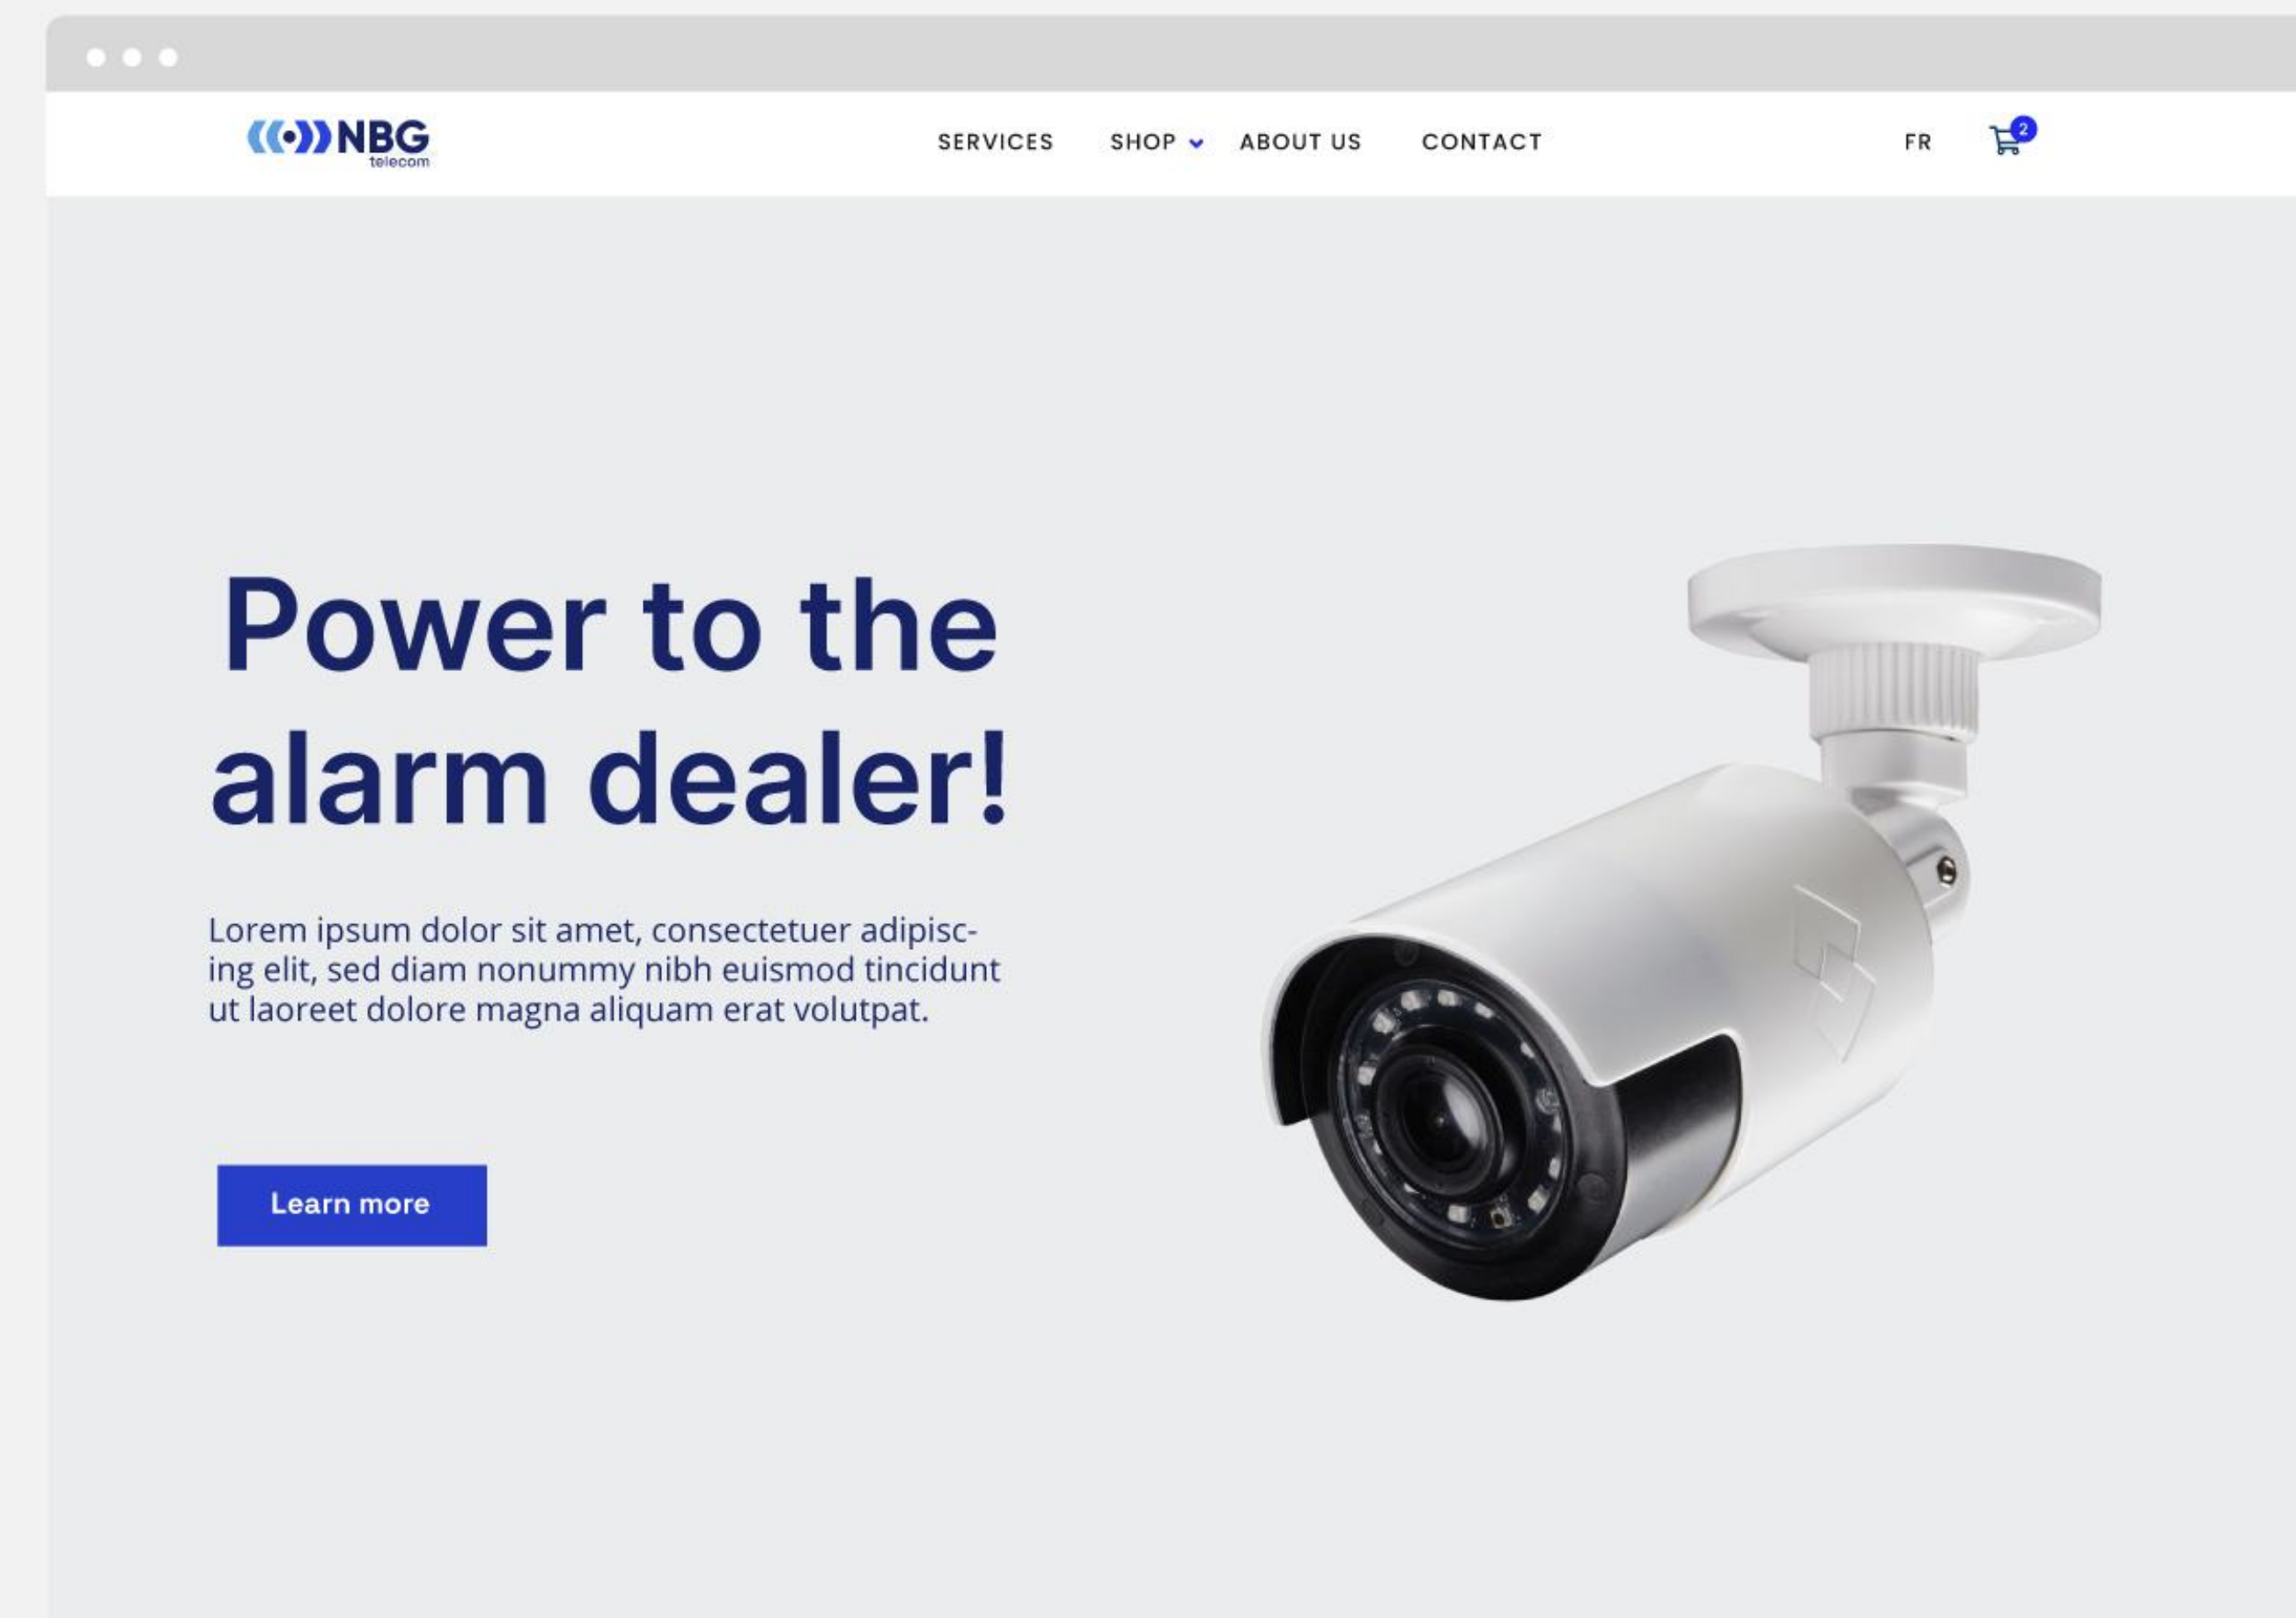 NBG
telecom
SERVICES
SHOP
ABOUT US
CONTACT
FR
2
Power to the
alarm dealer!
Lorem ipsum dolor sit amet, consectetuer adipisc-
ing elit, sed diam nonummy nibh euismod tincidunt
ut laoreet dolore magna aliquam erat volutpat.
Learn more